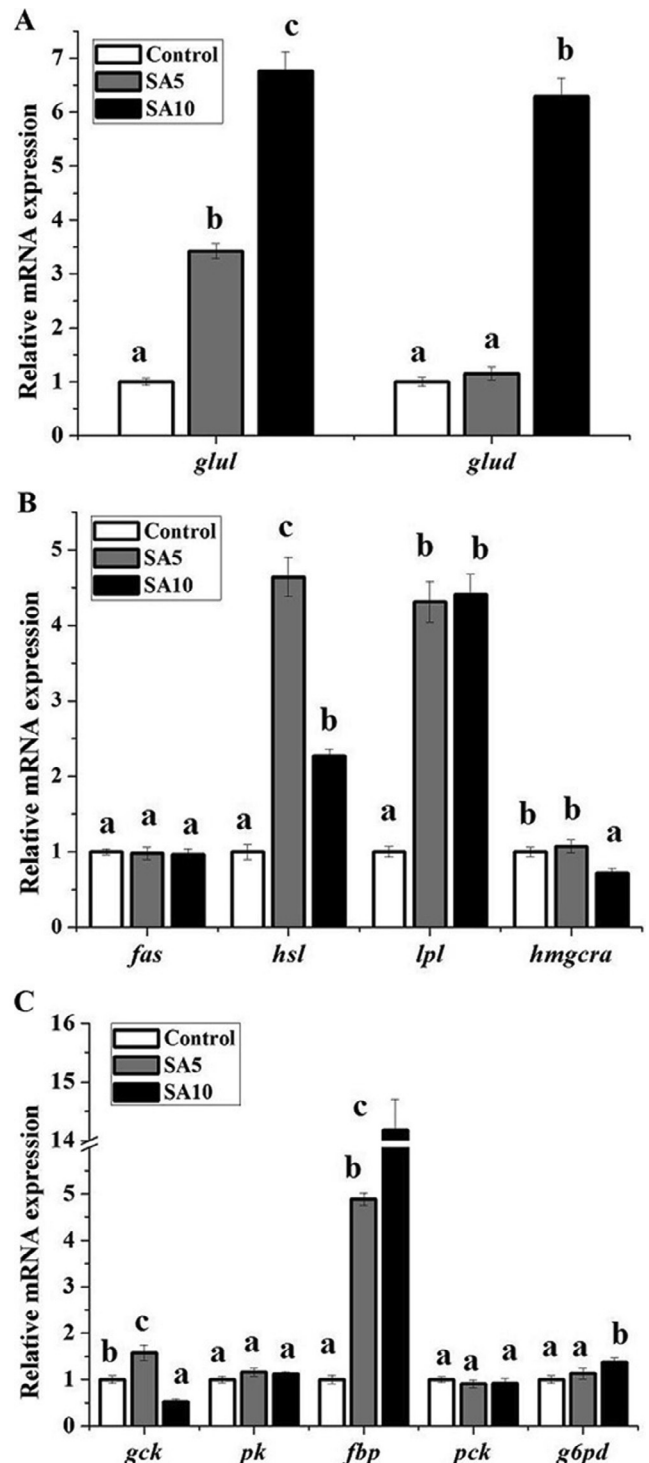 A
Relative mRNA expression
7
6
5
4
3
2
1
0
Control
SA5
SA10
a
b
c
a
a
b
glul
glud
B
Relative mRNA expression
5
4
3
2
1
0
Control
SA5
SA10
a
a
a
a
c
b
a
b
b
b
b
a
fas
hsl
lpl
hmgcra
C
Relative mRNA expression
16
15
14
5
4
3
2
1
0
Control
SA5
SA10
b
c
a
a
a
a
a
b
c
a
a
a
a
a
b
gck
pk
fbp
pck
g6pd